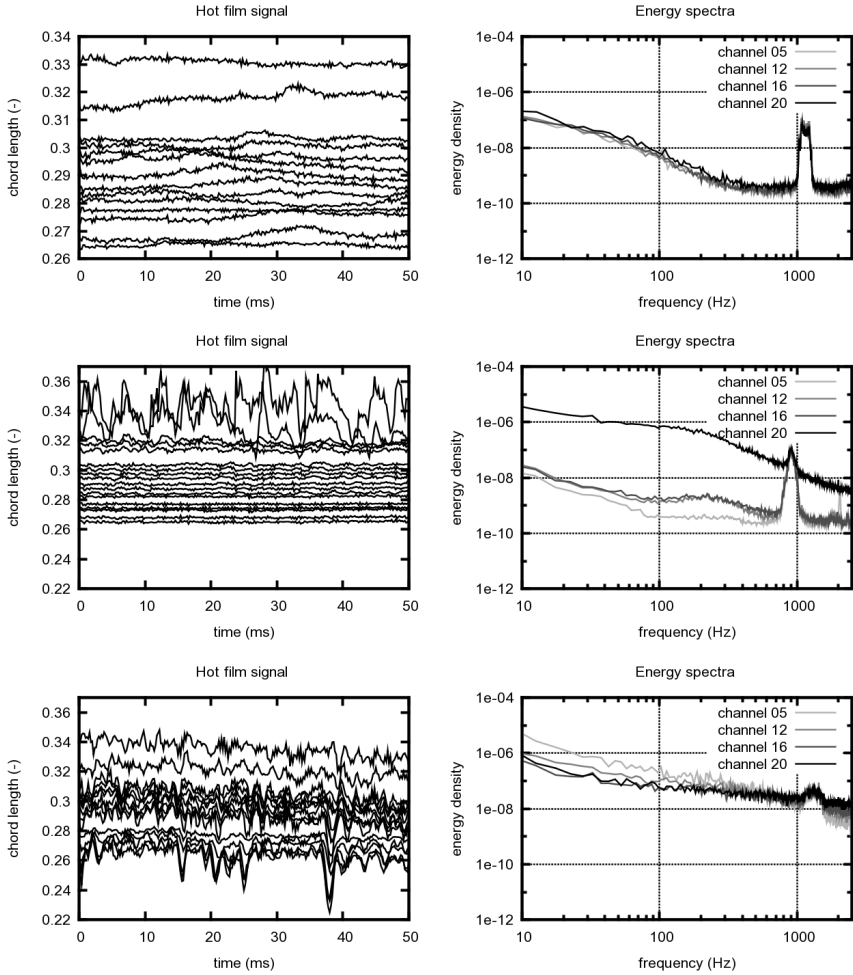 Hot film signal
0.34
0.33
0.32
0.31
0.3
0.29
0.28
0.27
0.26
chord length (-)
0 10 20 30 40 50
time (ms)
Energy spectra
1e-04
1e-06
1e-08
1e-10
1e-12
energy density
channel 05
channel 12
channel 16
channel 20
10 100 1000
frequency (Hz)
Hot film signal
0.36
0.34
0.32
0.3
0.28
0.26
0.24
0.22
chord length (-)
0 10 20 30 40 50
time (ms)
Energy spectra
1e-04
1e-06
1e-08
1e-10
1e-12
energy density
channel 05
channel 12
channel 16
channel 20
10 100 1000
frequency (Hz)
Hot film signal
0.36
0.34
0.32
0.3
0.28
0.26
0.24
0.22
chord length (-)
0 10 20 30 40 50
time (ms)
Energy spectra
1e-04
1e-06
1e-08
1e-10
1e-12
energy density
channel 05
channel 12
channel 16
channel 20
10 100 1000
frequency (Hz)